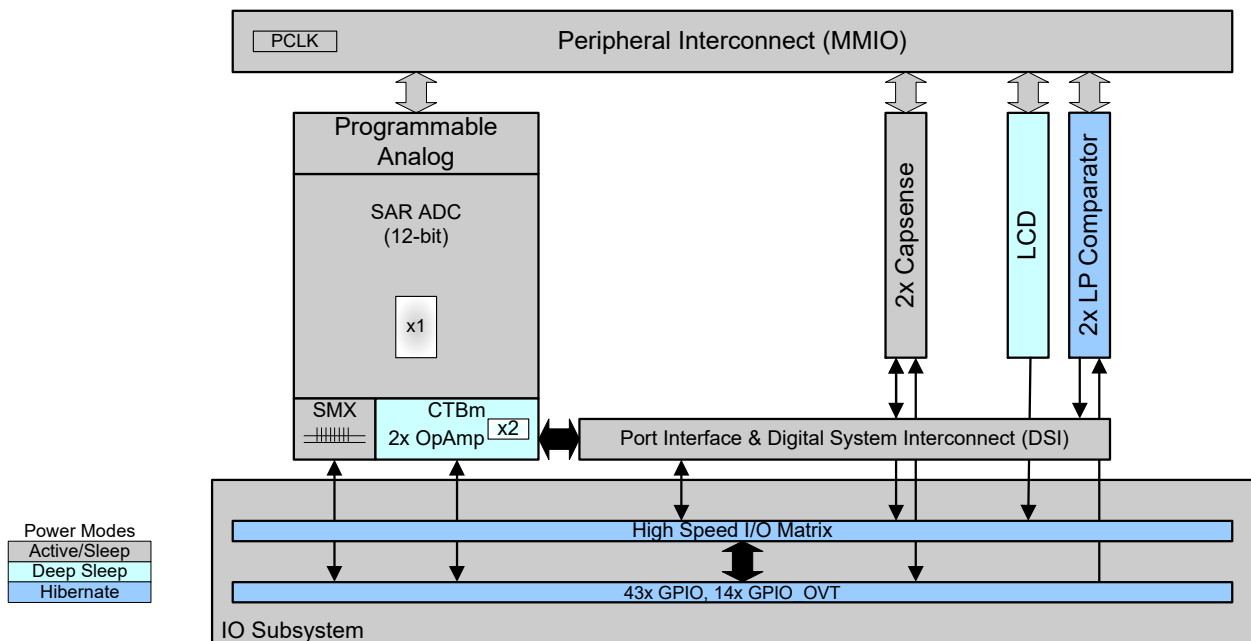 PCLK
Peripheral Interconnect (MMIO)
Programmable
Analog
SAR ADC
(12-bit)
x1
SMX
CTBm
2x OpAmp
x2
2x Capsense
LCD
2x LP Comparator
Port Interface & Digital System Interconnect (DSI)
High Speed I/O Matrix
43x GPIO, 14x GPIO_OVT
IO Subsystem
Power Modes
Active/Sleep
Deep Sleep
Hibernate